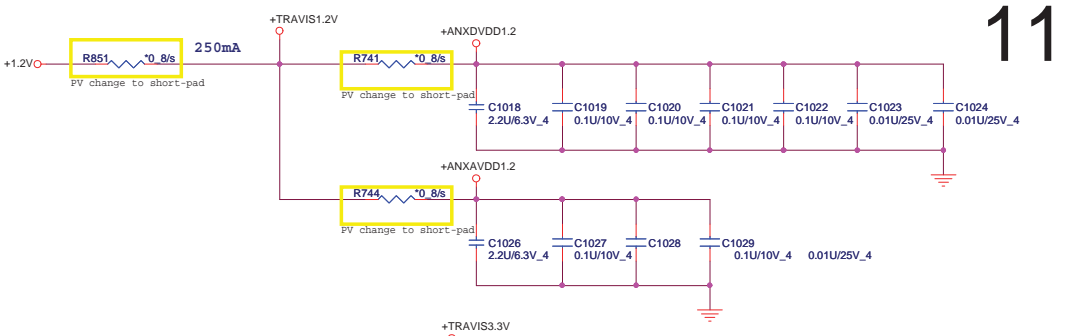 11
+TRAVIS1.2V
+ANXDVDD1.2
+1.2V
R851
*0_8/s
250mA
PV change to short-pad
R741
*0_8/s
PV change to short-pad
C1018
2.2U/6.3V_4
C1019
0.1U/10V_4
C1020
0.1U/10V_4
C1021
0.1U/10V_4
C1022
0.1U/10V_4
C1023
0.01U/25V_4
C1024
0.01U/25V_4
+ANXAVDD1.2
R744
*0_8/s
PV change to short-pad
C1026
2.2U/6.3V_4
C1027
0.1U/10V_4
C1028
C1029
0.1U/10V_4
0.01U/25V_4
+TRAVIS3.3V